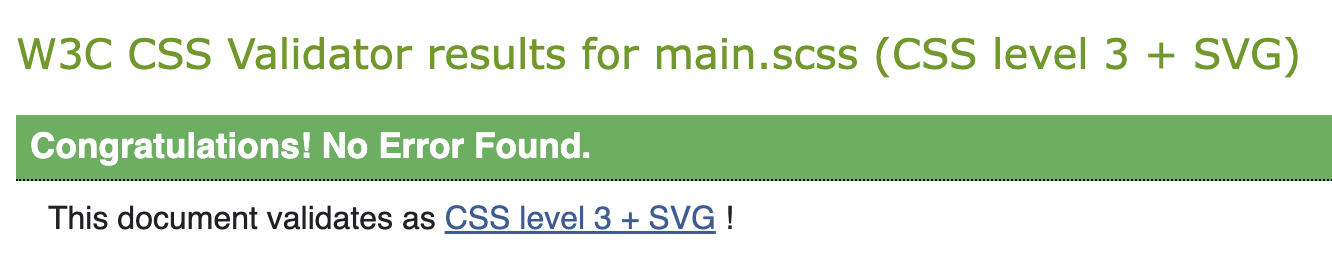 W3C CSS Validator results for main.scss (CSS level 3 + SVG)
Congratulations! No Error Found.
This document validates as CSS level 3 + SVG !